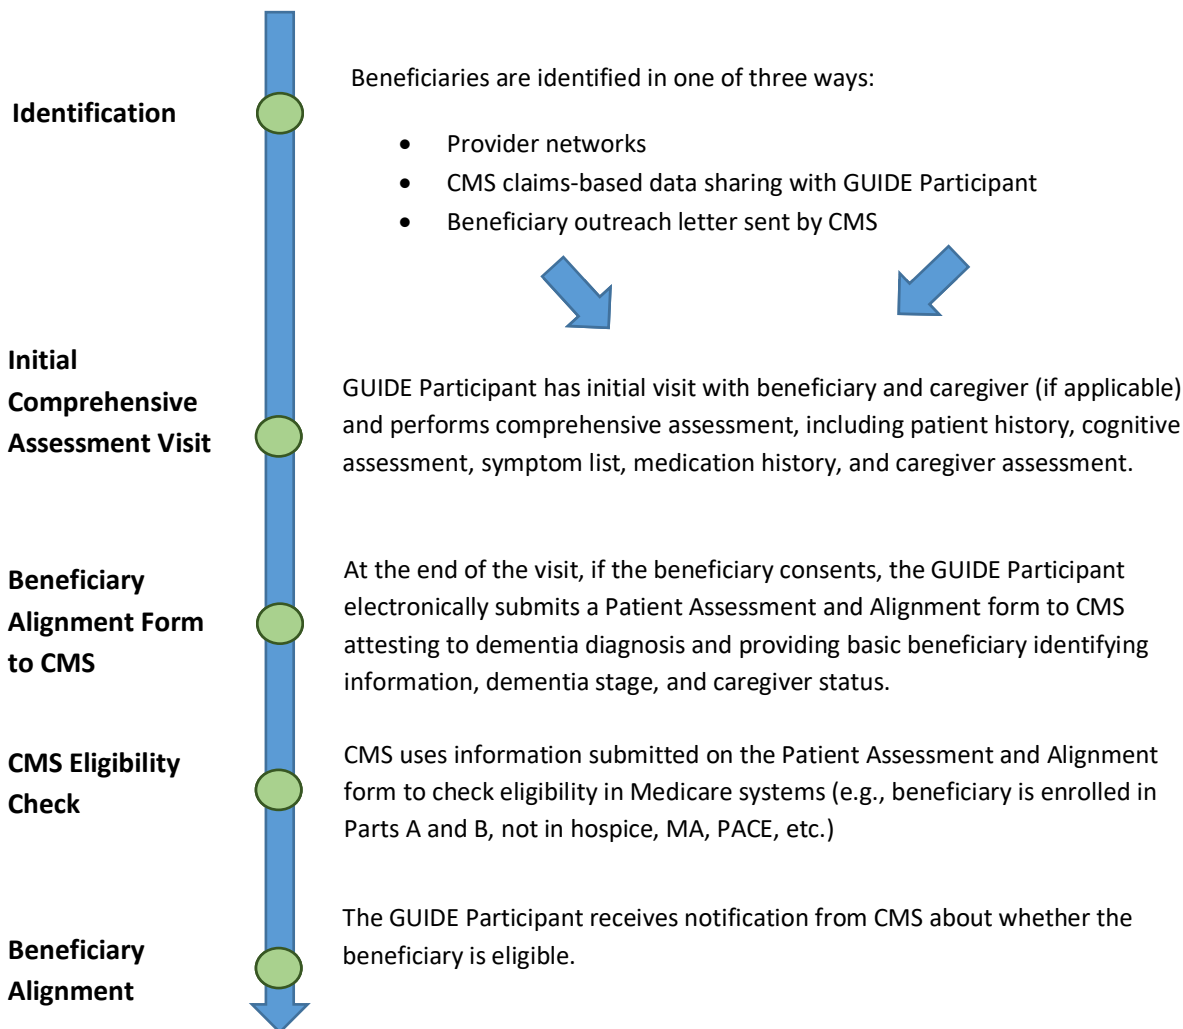 Identification
Beneficiaries are identified in one of three ways:
• Provider networks
• CMS claims-based data sharing with GUIDE Participant
• Beneficiary outreach letter sent by CMS
Initial
Comprehensive
Assessment Visit
GUIDE Participant has initial visit with beneficiary and caregiver (if applicable)
and performs comprehensive assessment, including patient history, cognitive
assessment, symptom list, medication history, and caregiver assessment.
Beneficiary
Alignment Form
to CMS
At the end of the visit, if the beneficiary consents, the GUIDE Participant
electronically submits a Patient Assessment and Alignment form to CMS
attesting to dementia diagnosis and providing basic beneficiary identifying
information, dementia stage, and caregiver status.
CMS Eligibility
Check
CMS uses information submitted on the Patient Assessment and Alignment
form to check eligibility in Medicare systems (e.g., beneficiary is enrolled in
Parts A and B, not in hospice, MA, PACE, etc.)
Beneficiary
Alignment
The GUIDE Participant receives notification from CMS about whether the
beneficiary is eligible.